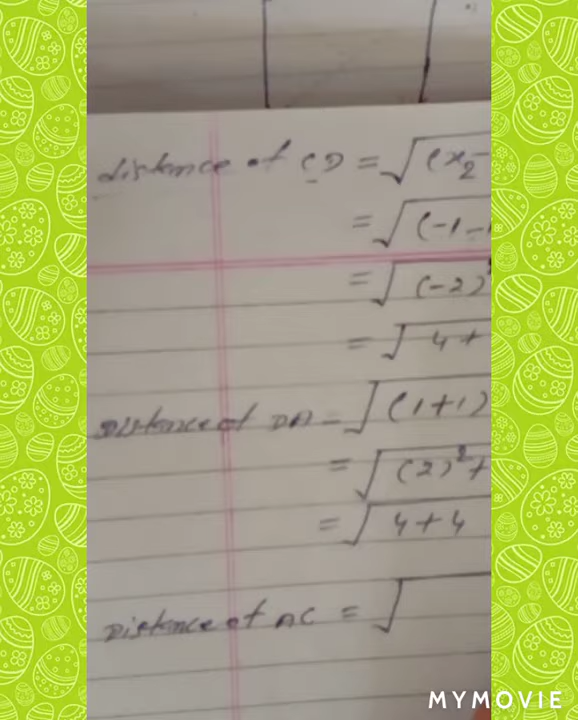 distance of CD = √(x₂-
= √(-1-1
= √(-2)
= √4+
Distance of DA = √(1+1)
= √(2)²+
= √4+4
Distance of AC = √
MYMOVIE